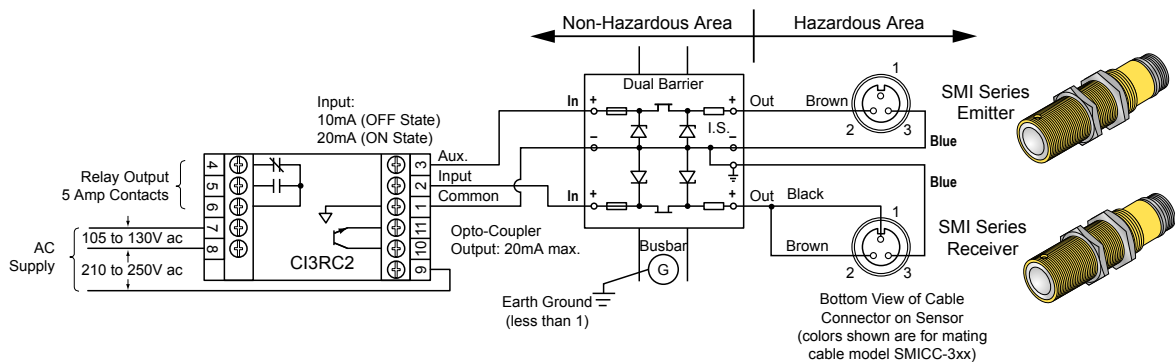 Non-Hazardous Area
Hazardous Area
Dual Barrier
Input:
10mA (OFF State)
20mA (ON State)
In
+
+
Out
Brown
1
2
3
SMI Series
Emitter
I.S.
–
–
Blue
Relay Output
5 Amp Contacts
4
5
6
7
8
3
2
1
11
10
9
Aux.
Input
Common
Opto-Coupler
Output: 20mA max.
CI3RC2
AC
Supply
105 to 130V ac
210 to 250V ac
In
+
+
Out
Black
Brown
Blue
1
2
3
SMI Series
Receiver
Busbar
G
Earth Ground
(less than 1)
Bottom View of Cable
Connector on Sensor
(colors shown are for mating
cable model SMICC-3xx)